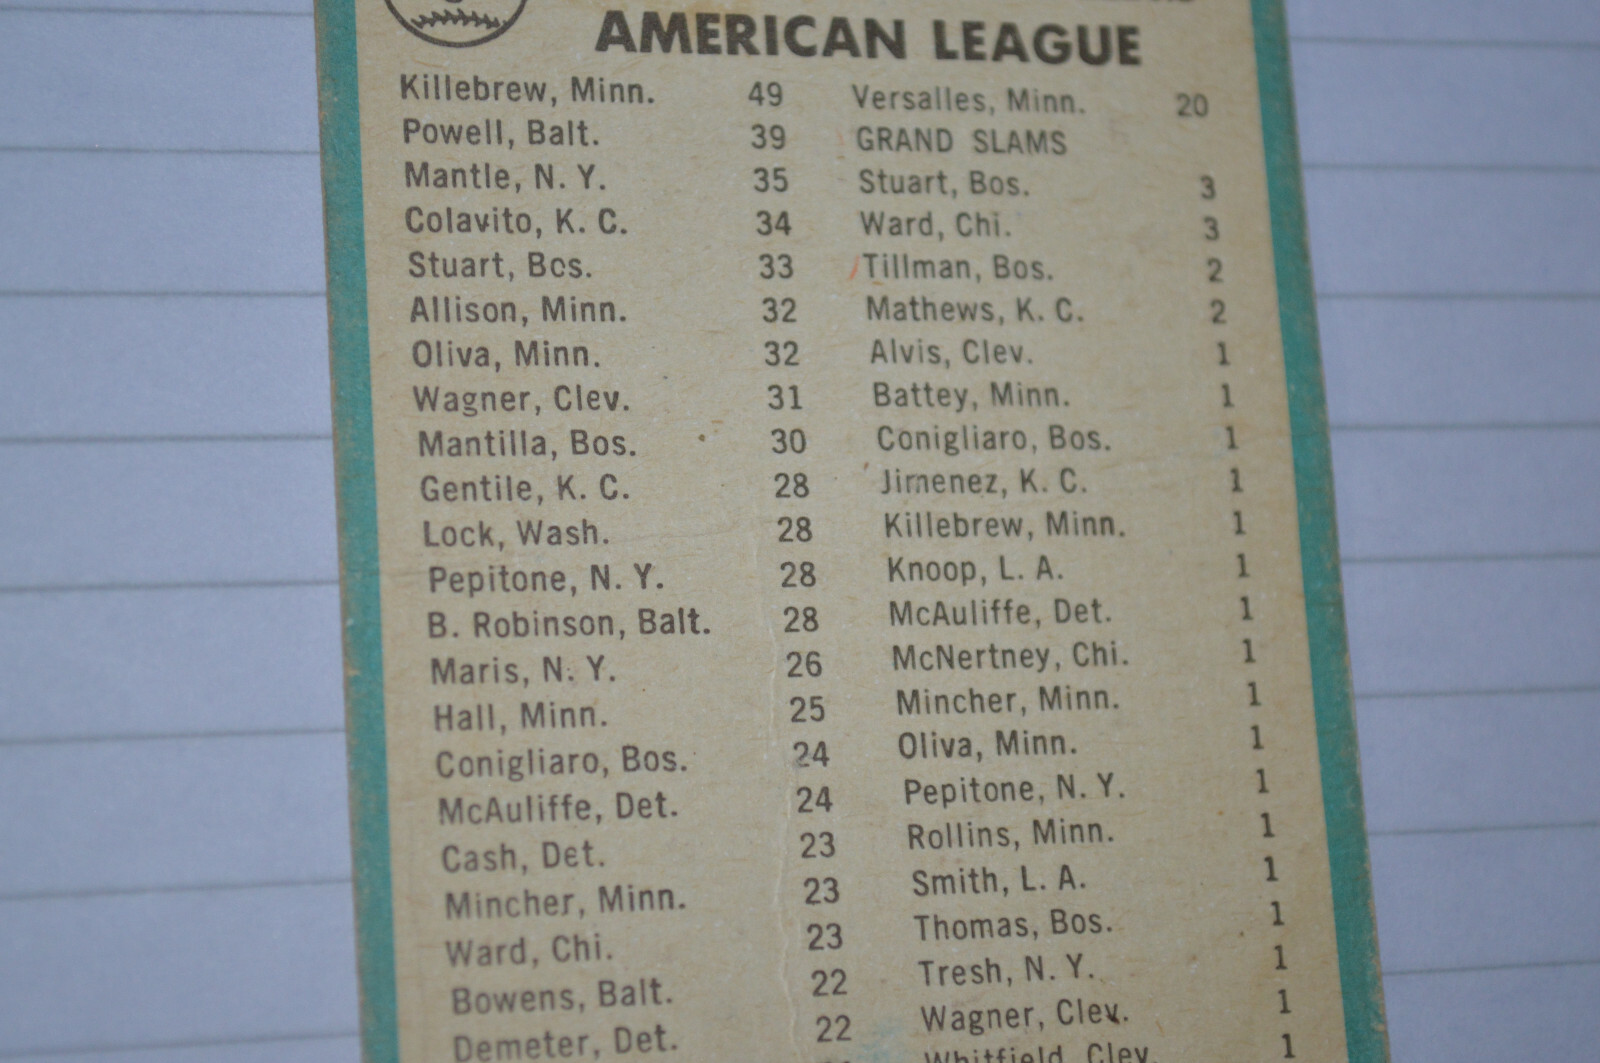 AMERICAN LEAGUE
Killebrew, Minn. 49
Powell, Balt. 39
Mantle, N. Y. 35
Colavito, K. C. 34
Stuart, Bos. 33
Allison, Minn. 32
Oliva, Minn. 32
Wagner, Clev. 31
Mantilla, Bos. 30
Gentile, K. C. 28
Lock, Wash. 28
Pepitone, N. Y. 28
B. Robinson, Balt. 28
Maris, N. Y. 26
Hall, Minn. 25
Conigliaro, Bos. 24
McAuliffe, Det. 24
Cash, Det. 23
Mincher, Minn. 23
Ward, Chi. 23
Bowens, Balt. 22
Demeter, Det. 22
Versalles, Minn. 20
GRAND SLAMS
Stuart, Bos. 3
Ward, Chi. 3
Tillman, Bos. 2
Mathews, K. C. 2
Alvis, Clev. 1
Battey, Minn. 1
Conigliaro, Bos. 1
Jimenez, K. C. 1
Killebrew, Minn. 1
Knoop, L. A. 1
McAuliffe, Det. 1
McNertney, Chi. 1
Mincher, Minn. 1
Oliva, Minn. 1
Pepitone, N. Y. 1
Rollins, Minn. 1
Smith, L. A. 1
Thomas, Bos. 1
Tresh, N. Y. 1
Wagner, Clev. 1
Whitfield, Clev. 1